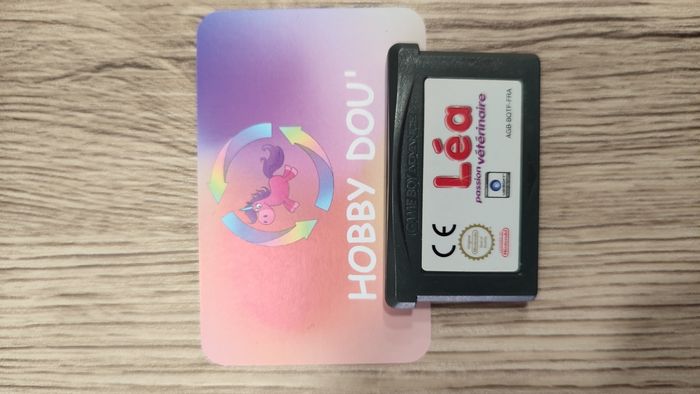 HOBBY DOU'
GAME BOY ADVANCE
Léa
passion
vétérinaire
AGB-BQTF-FRA
CE
Nintendo